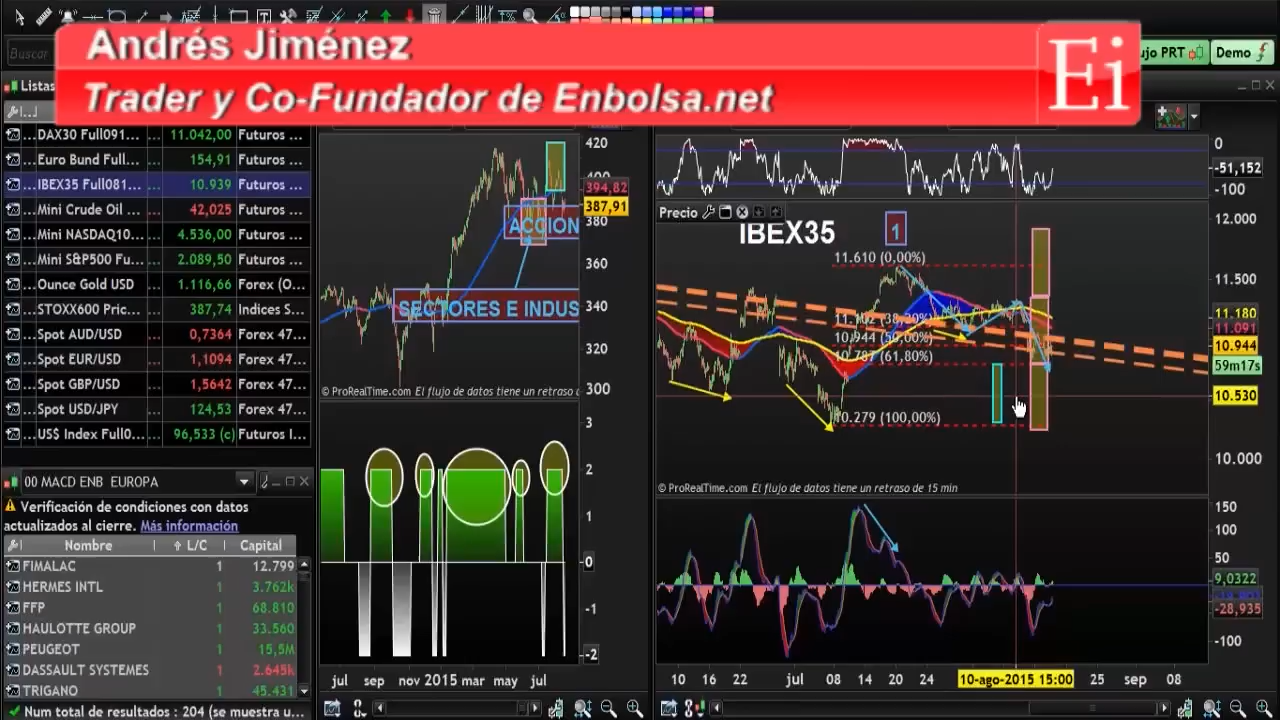 Andrés Jiménez
Trader y Co-Fundador de Enbolsa.net
Ei
Buscar
ujo PRT
Demo
Listas
DAX30 Full091... ... 11.042,00 Futuros ...
Euro Bund Full... ... 154,91 Futuros ...
IBEX35 Full081... ... 10.939 Futuros ...
Mini Crude Oil ... ... 42,025 Futuros ...
Mini NASDAQ10... ... 4.536,00 Futuros ...
Mini S&P500 Fu... ... 2.089,50 Futuros ...
Ounce Gold USD ... 1.116,66 Forex (O...
STOXX600 Pric... ... 387,74 Indices S...
Spot AUD/USD ... 0,7364 Forex 47...
Spot EUR/USD ... 1,1094 Forex 47...
Spot GBP/USD ... 1,5642 Forex 47...
Spot USD/JPY ... 124,53 Forex 47...
US$ Index Full0... ... 96,533 (c) Futuros I...
00 MACD ENB EUROPA
Verificación de condiciones con datos
actualizados al cierre. Más información
Nombre L/C Capital
FIMALAC 1 12.799
HERMES INTL 1 3.762k
FFP 1 68.810
HAULOTTE GROUP 1 33.560
PEUGEOT 1 15,5M
DASSAULT SYSTEMES 1 2.645k
TRIGANO 1 45.431
Num total de resultados : 204 (se muestra u...
420
400
394,82
387,91
380
360
340
320
300
ACCION
SECTORES E INDUS
© ProRealTime.com El flujo de datos tiene un retraso d
3
2
1
0
-1
-2
jul sep nov 2015 mar may jul
0
-51,152
-100
Precio
IBEX35
1
11.610 (0,00%)
11.102 (38,20%)
10.944 (50,00%)
10.787 (61,80%)
10.279 (100,00%)
12.000
11.500
11.180
11.091
10.944
59m17s
10.530
10.000
© ProRealTime.com El flujo de datos tiene un retraso de 15 min
150
100
50
9,0322
-28,935
-100
10 16 22 jul 08 14 20 24 10-ago-2015 15:00 25 sep 08